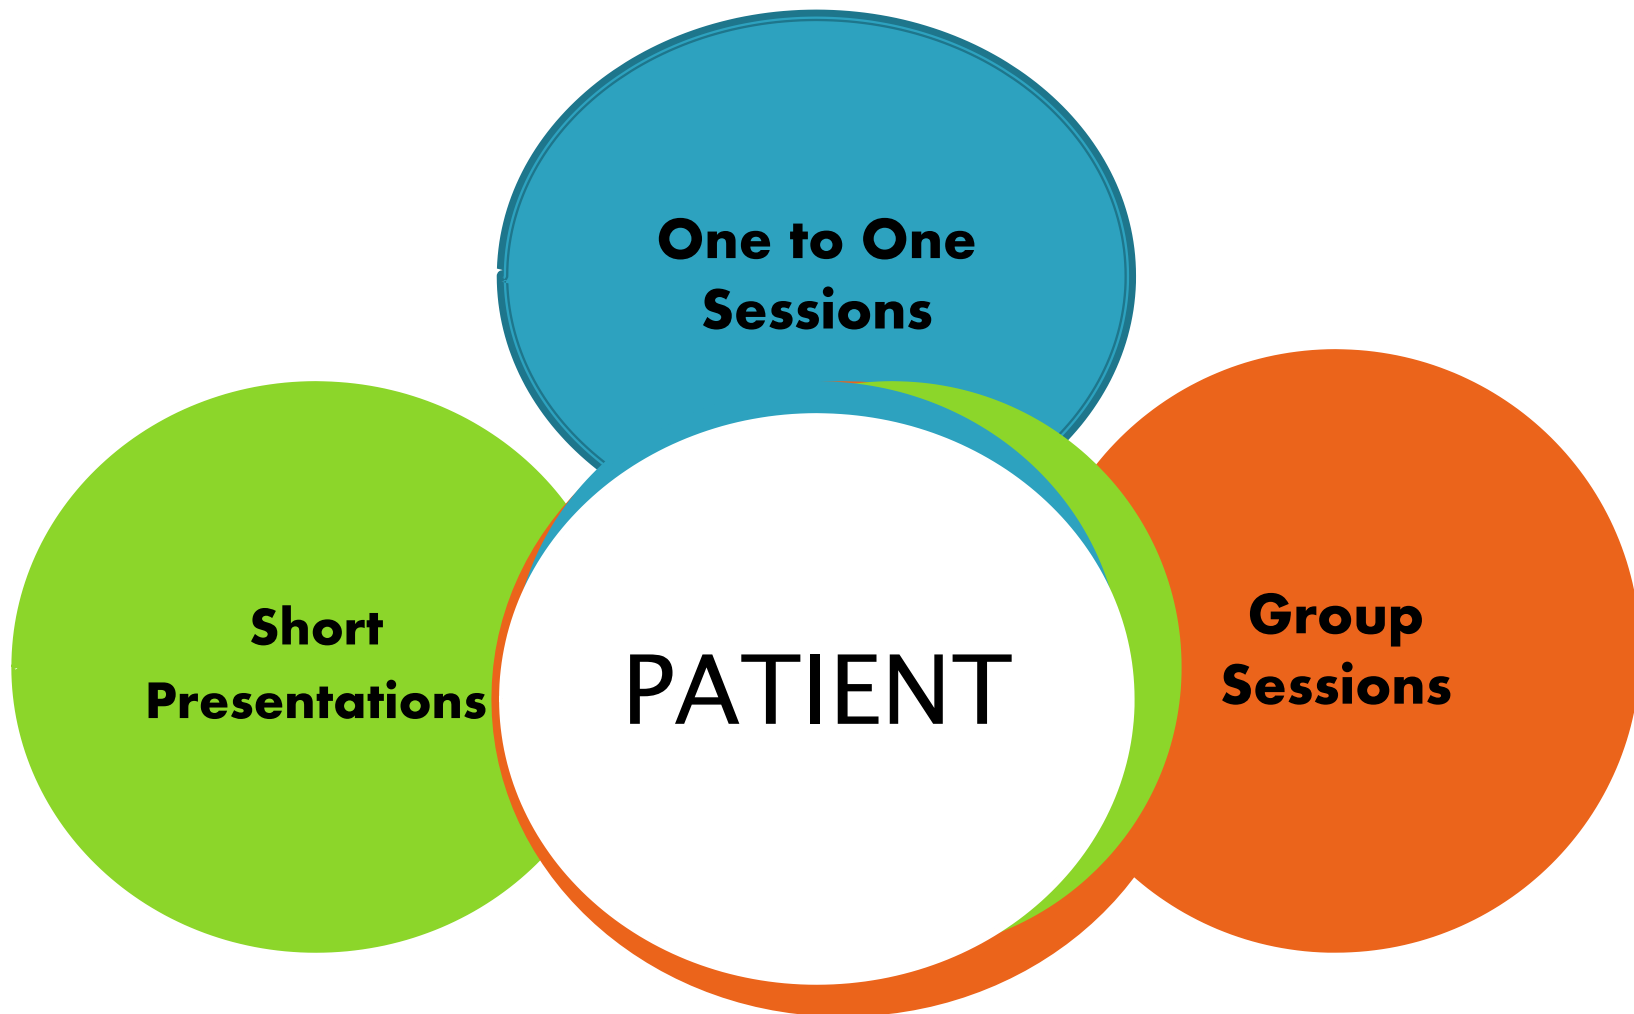 One to One
Sessions
Short
Presentations
PATIENT
Group
Sessions